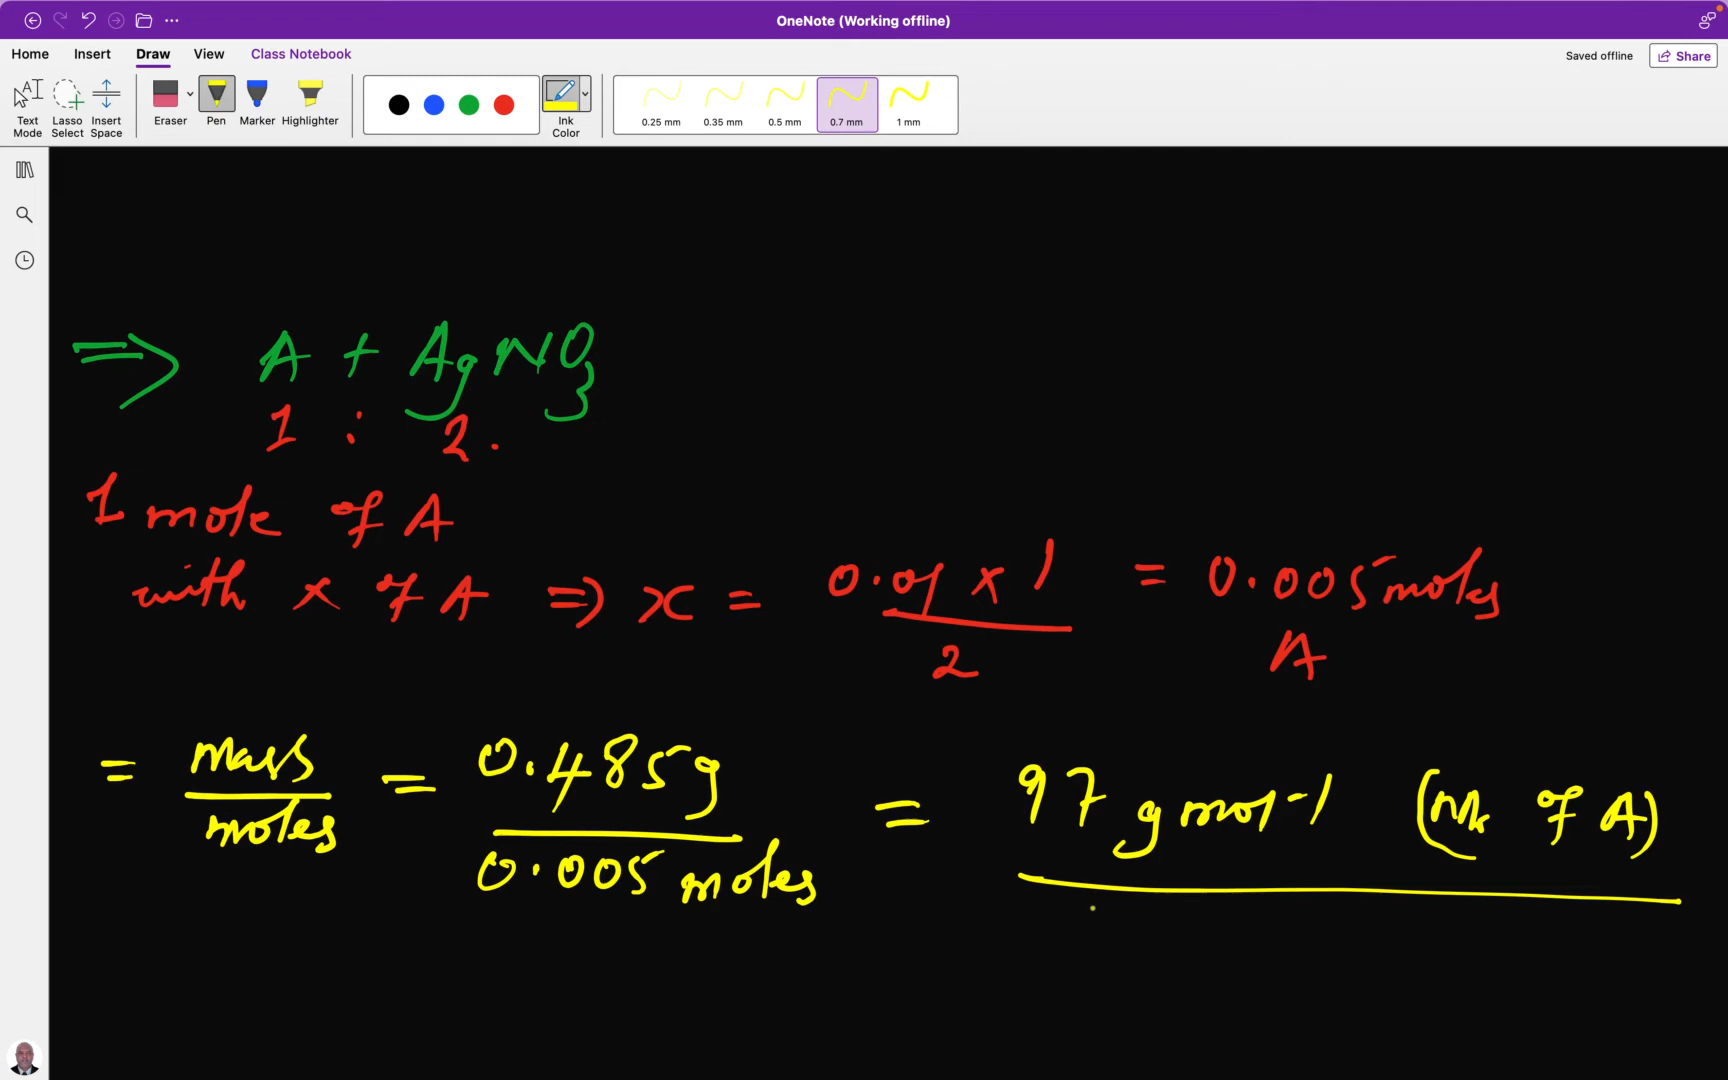 OneNote (Working offline)
Home Insert Draw View Class Notebook
Saved offline Share
Text Mode
Lasso Select
Insert Space
Eraser Pen Marker Highlighter
Ink Color
0.25 mm 0.35 mm 0.5 mm 0.7 mm 1 mm
⇒ A + AgNO3
1 : 2.
1 mole of A
with x of A ⇒ x = 0.01 x 1 / 2 = 0.005 moles
A
= mass / moles = 0.485g / 0.005 moles = 97 g mol-1 ( of A)